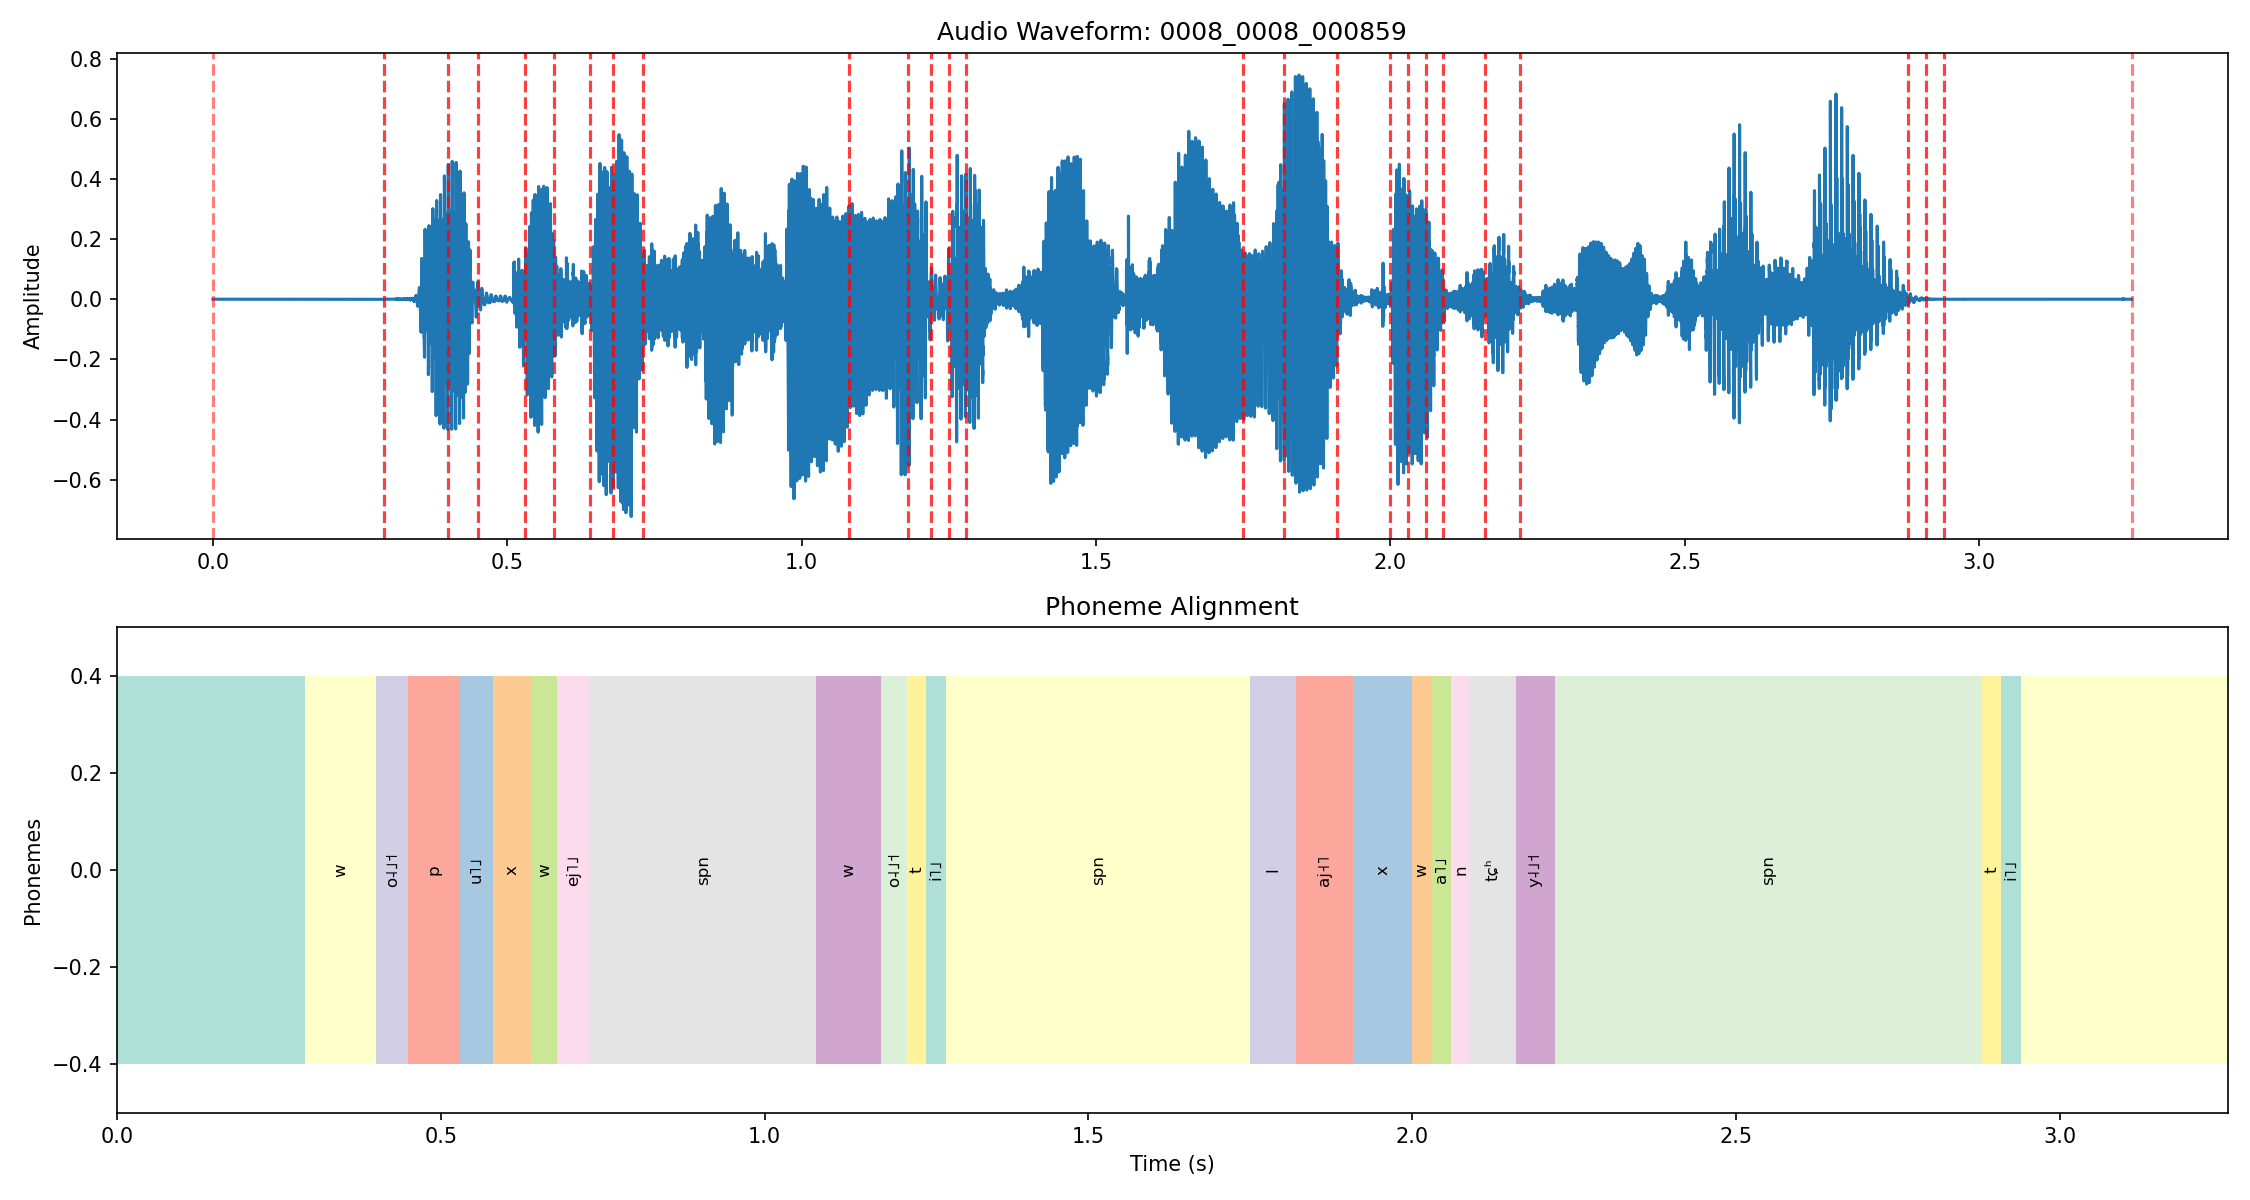 Audio Waveform: 0008_0008_000859
Amplitude
0.8
0.6
0.4
0.2
0.0
−0.2
−0.4
−0.6
0.0 0.5 1.0 1.5 2.0 2.5 3.0
Phoneme Alignment
Phonemes
0.4
0.2
0.0
−0.2
−0.4
w o˨˩˦ p u˥˩ x w ej˥˩ spn w o˨˩˦ t i˥˩ spn l aj˧˥ x w a˥˩ n tɕʰ y˨˩˦ spn t i˥˩
0.0 0.5 1.0 1.5 2.0 2.5 3.0
Time (s)